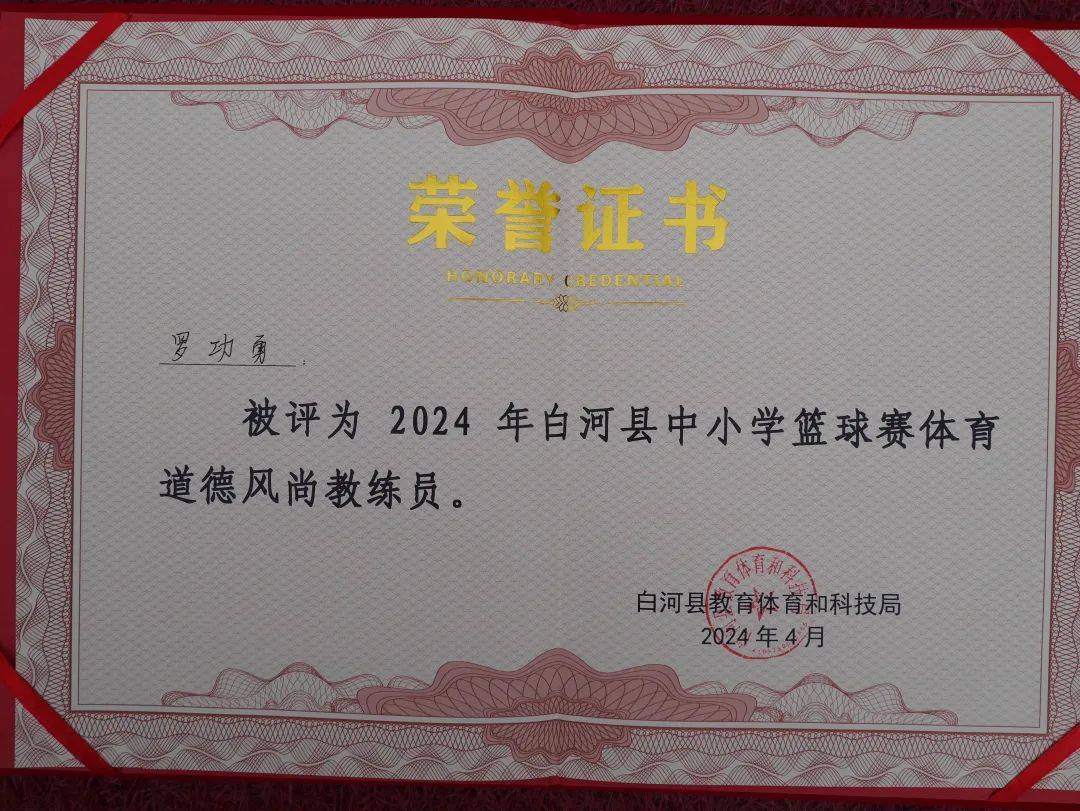 荣誉证书
HONORARY CREDENTIAL
罗功勇：
被评为 2024 年白河县中小学篮球赛体育
道德风尚教练员。
白河县教育体育和科技局
2024 年 4 月